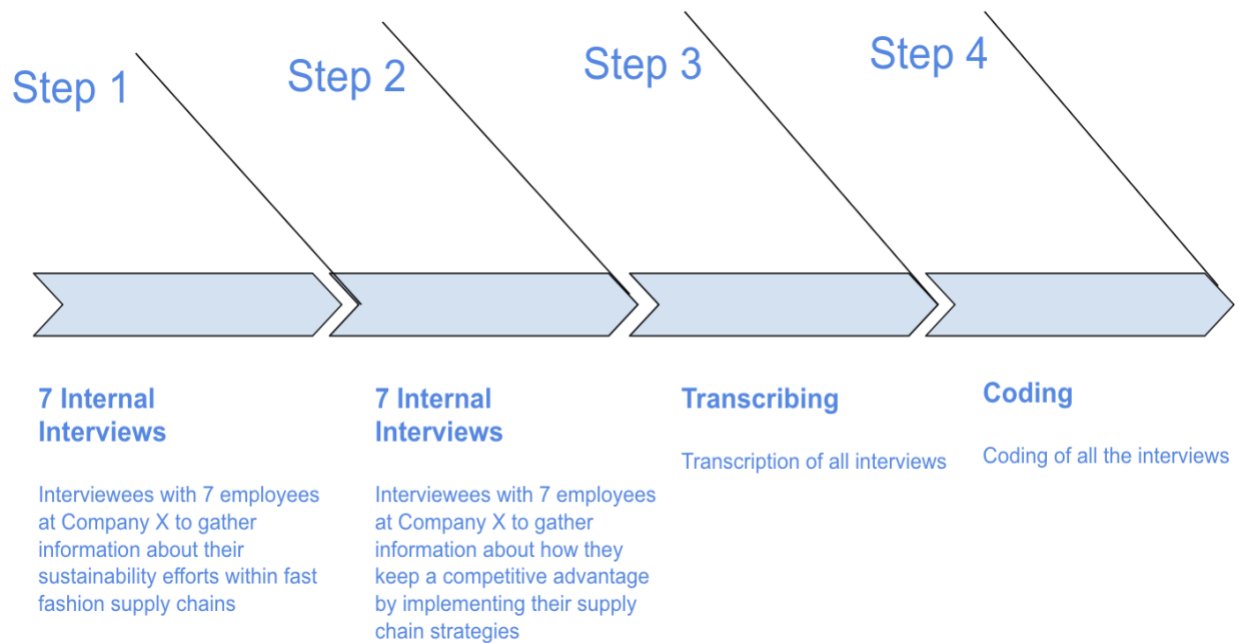 Step 1
Step 2
Step 3
Step 4
7 Internal
Interviews
Interviewees with 7 employees
at Company X to gather
information about their
sustainability efforts within fast
fashion supply chains
7 Internal
Interviews
Interviewees with 7 employees
at Company X to gather
information about how they
keep a competitive advantage
by implementing their supply
chain strategies
Transcribing
Transcription of all interviews
Coding
Coding of all the interviews